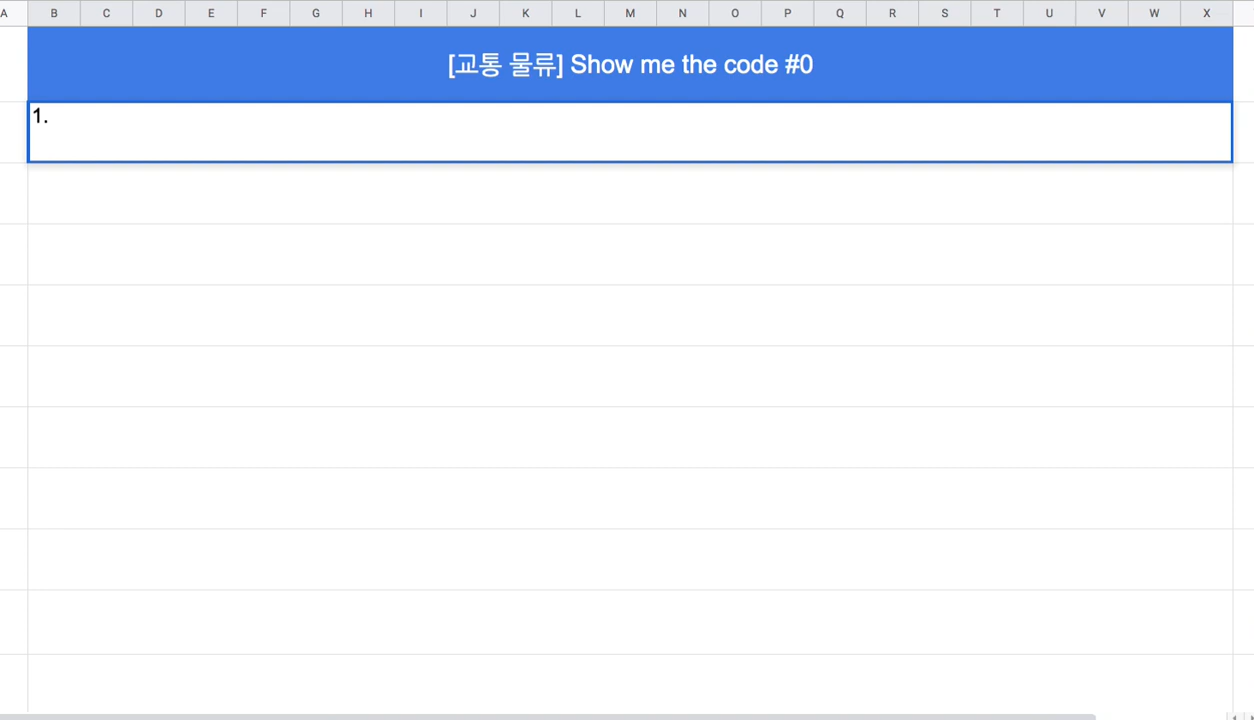 A B C D E F G H I J K L M N O P Q R S T U V W X
[교통 물류] Show me the code #0
1.